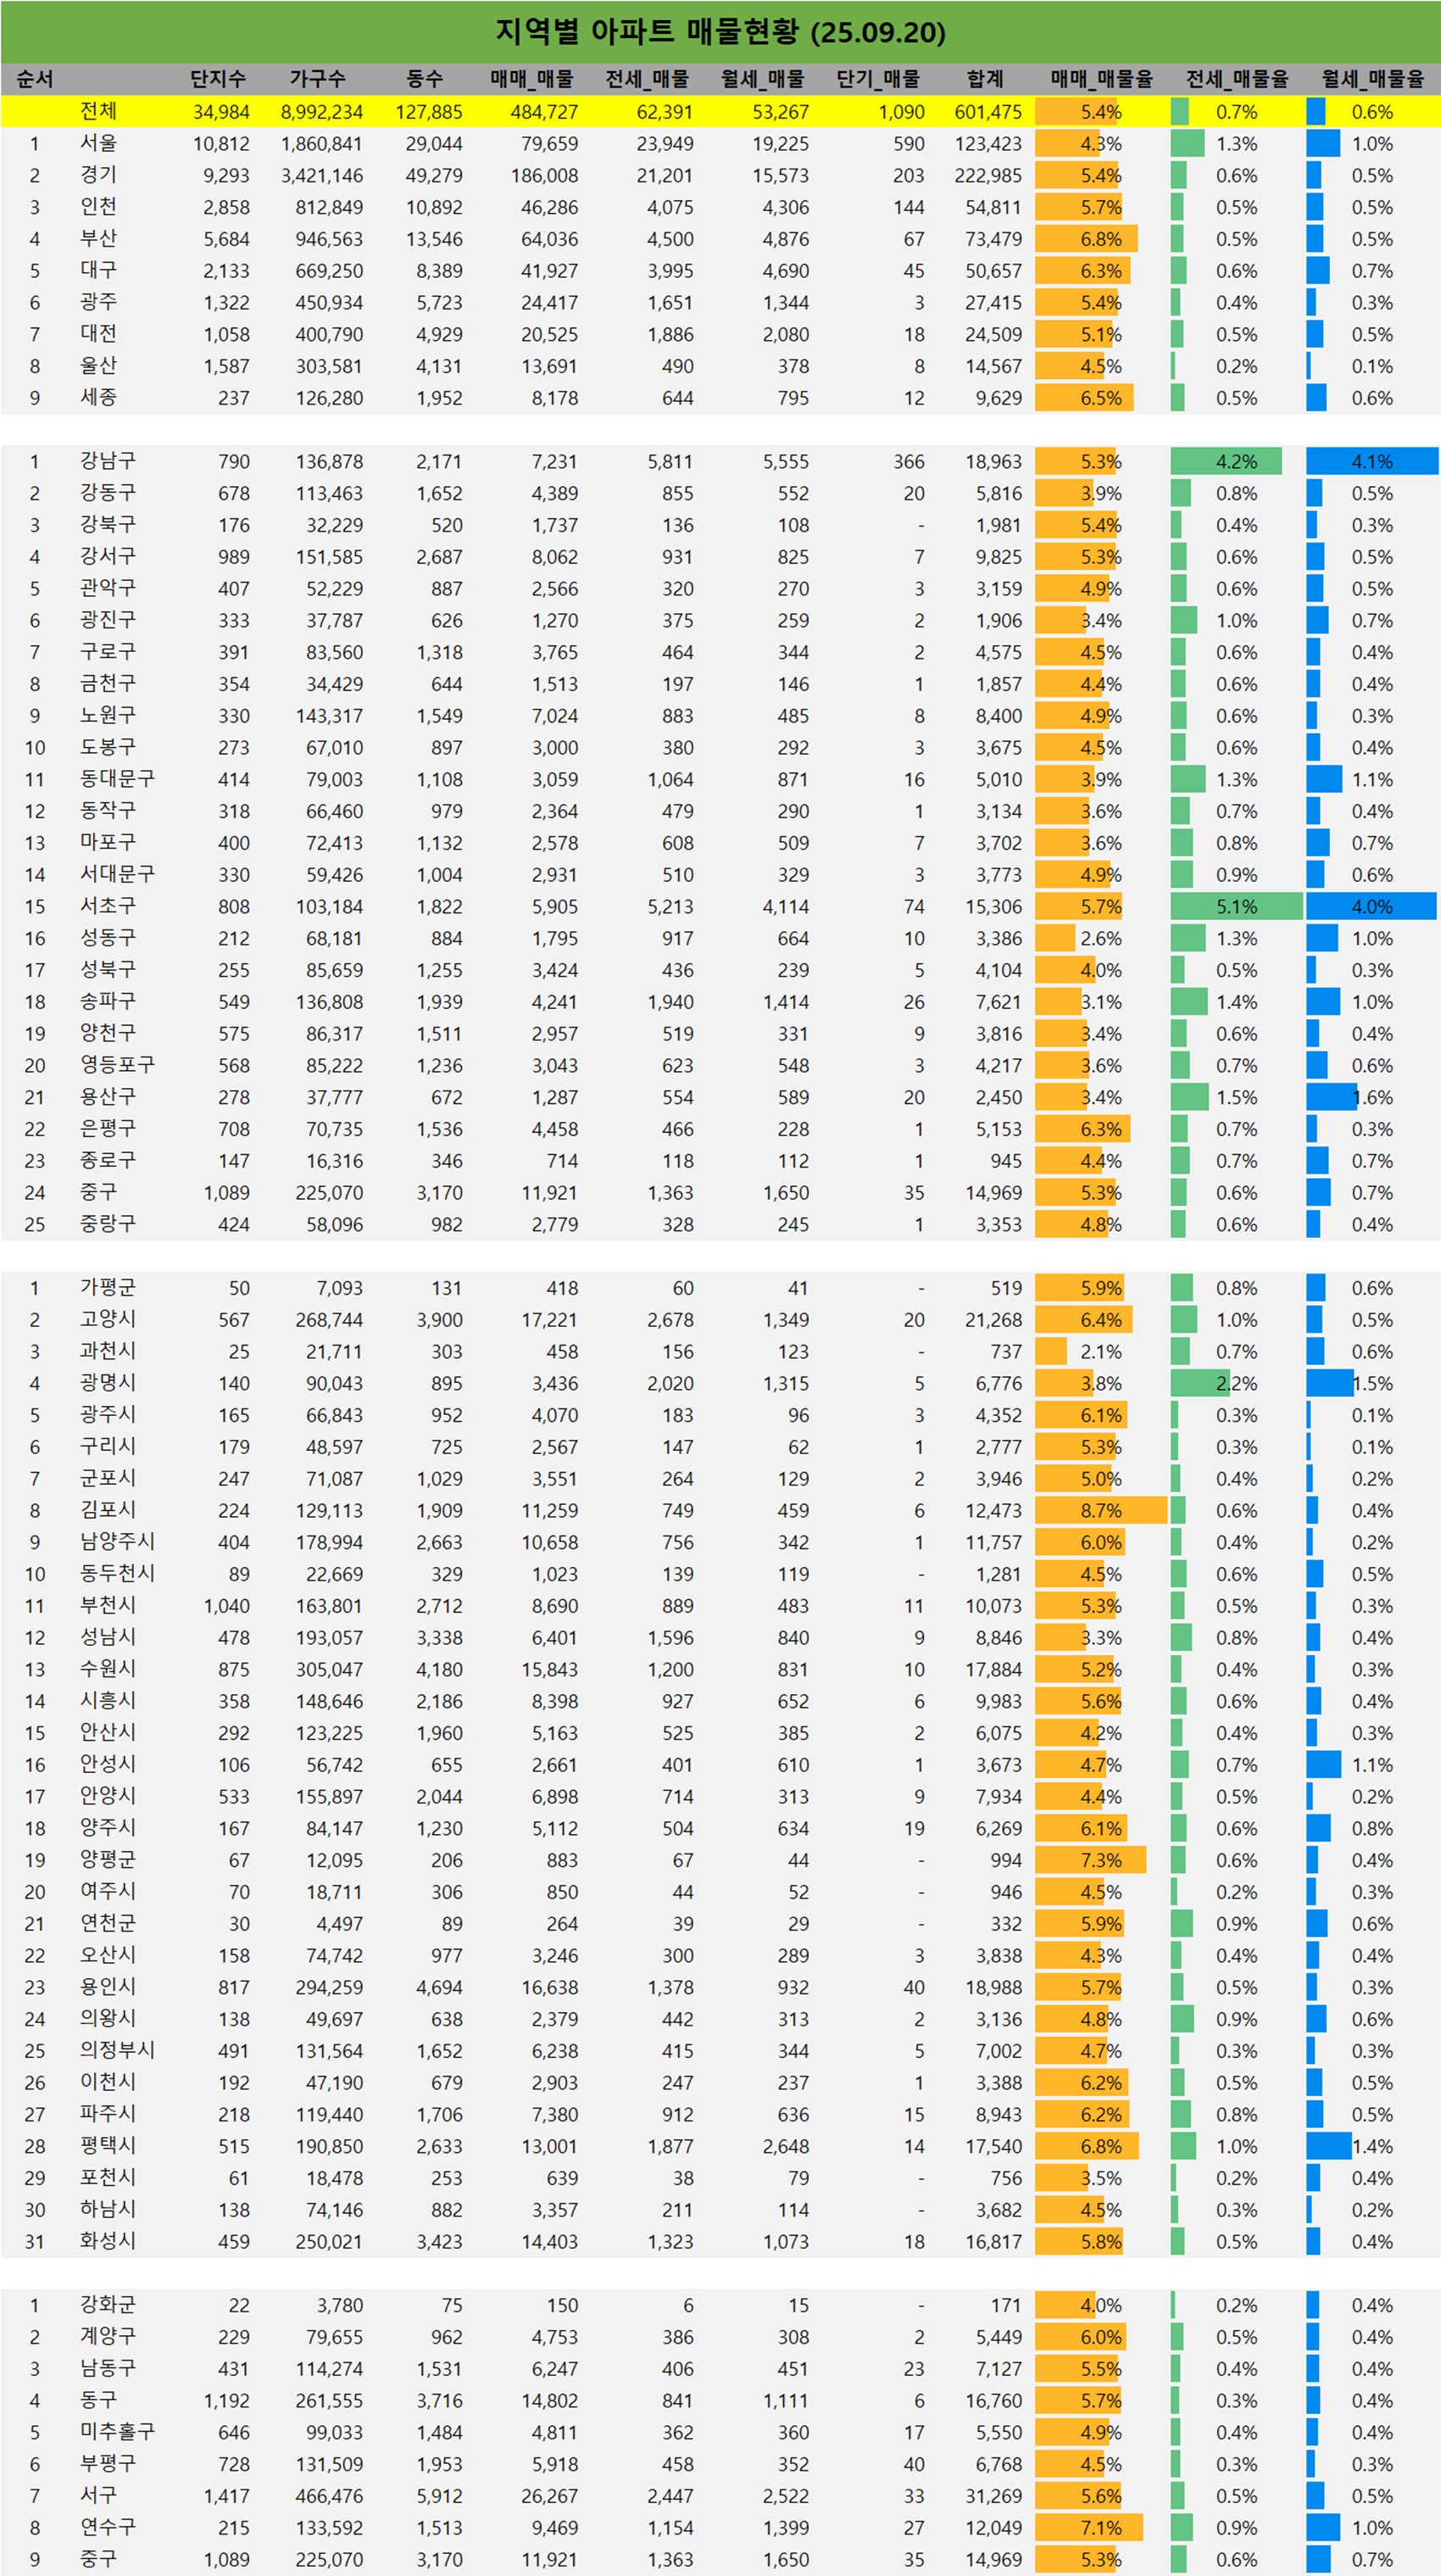 지역별 아파트 매물현황 (25.09.20)
순서 단지수 가구수 동수 매매_매물 전세_매물 월세_매물 단기_매물 합계 매매_매물율 전세_매물율 월세_매물율
전체 34,984 8,992,234 127,885 484,727 62,391 53,267 1,090 601,475 5.4% 0.7% 0.6%
1 서울 10,812 1,860,841 29,044 79,659 23,949 19,225 590 123,423 4.3% 1.3% 1.0%
2 경기 9,293 3,421,146 49,279 186,008 21,201 15,573 203 222,985 5.4% 0.6% 0.5%
3 인천 2,858 812,849 10,892 46,286 4,075 4,306 144 54,811 5.7% 0.5% 0.5%
4 부산 5,684 946,563 13,546 64,036 4,500 4,876 67 73,479 6.8% 0.5% 0.5%
5 대구 2,133 669,250 8,389 41,927 3,995 4,690 45 50,657 6.3% 0.6% 0.7%
6 광주 1,322 450,934 5,723 24,417 1,651 1,344 3 27,415 5.4% 0.4% 0.3%
7 대전 1,058 400,790 4,929 20,525 1,886 2,080 18 24,509 5.1% 0.5% 0.5%
8 울산 1,587 303,581 4,131 13,691 490 378 8 14,567 4.5% 0.2% 0.1%
9 세종 237 126,280 1,952 8,178 644 795 12 9,629 6.5% 0.5% 0.6%
1 강남구 790 136,878 2,171 7,231 5,811 5,555 366 18,963 5.3% 4.2% 4.1%
2 강동구 678 113,463 1,652 4,389 855 552 20 5,816 3.9% 0.8% 0.5%
3 강북구 176 32,229 520 1,737 136 108 - 1,981 5.4% 0.4% 0.3%
4 강서구 989 151,585 2,687 8,062 931 825 7 9,825 5.3% 0.6% 0.5%
5 관악구 407 52,229 887 2,566 320 270 3 3,159 4.9% 0.6% 0.5%
6 광진구 333 37,787 626 1,270 375 259 2 1,906 3.4% 1.0% 0.7%
7 구로구 391 83,560 1,318 3,765 464 344 2 4,575 4.5% 0.6% 0.4%
8 금천구 354 34,429 644 1,513 197 146 1 1,857 4.4% 0.6% 0.4%
9 노원구 330 143,317 1,549 7,024 883 485 8 8,400 4.9% 0.6% 0.3%
10 도봉구 273 67,010 897 3,000 380 292 3 3,675 4.5% 0.6% 0.4%
11 동대문구 414 79,003 1,108 3,059 1,064 871 16 5,010 3.9% 1.3% 1.1%
12 동작구 318 66,460 979 2,364 479 290 1 3,134 3.6% 0.7% 0.4%
13 마포구 400 72,413 1,132 2,578 608 509 7 3,702 3.6% 0.8% 0.7%
14 서대문구 330 59,426 1,004 2,931 510 329 3 3,773 4.9% 0.9% 0.6%
15 서초구 808 103,184 1,822 5,905 5,213 4,114 74 15,306 5.7% 5.1% 4.0%
16 성동구 212 68,181 884 1,795 917 664 10 3,386 2.6% 1.3% 1.0%
17 성북구 255 85,659 1,255 3,424 436 239 5 4,104 4.0% 0.5% 0.3%
18 송파구 549 136,808 1,939 4,241 1,940 1,414 26 7,621 3.1% 1.4% 1.0%
19 양천구 575 86,317 1,511 2,957 519 331 9 3,816 3.4% 0.6% 0.4%
20 영등포구 568 85,222 1,236 3,043 623 548 3 4,217 3.6% 0.7% 0.6%
21 용산구 278 37,777 672 1,287 554 589 20 2,450 3.4% 1.5% 1.6%
22 은평구 708 70,735 1,536 4,458 466 228 1 5,153 6.3% 0.7% 0.3%
23 종로구 147 16,316 346 714 118 112 1 945 4.4% 0.7% 0.7%
24 중구 1,089 225,070 3,170 11,921 1,363 1,650 35 14,969 5.3% 0.6% 0.7%
25 중랑구 424 58,096 982 2,779 328 245 1 3,353 4.8% 0.6% 0.4%
1 가평군 50 7,093 131 418 60 41 - 519 5.9% 0.8% 0.6%
2 고양시 567 268,744 3,900 17,221 2,678 1,349 20 21,268 6.4% 1.0% 0.5%
3 과천시 25 21,711 303 458 156 123 - 737 2.1% 0.7% 0.6%
4 광명시 140 90,043 895 3,436 2,020 1,315 5 6,776 3.8% 2.2% 1.5%
5 광주시 165 66,843 952 4,070 183 96 3 4,352 6.1% 0.3% 0.1%
6 구리시 179 48,597 725 2,567 147 62 1 2,777 5.3% 0.3% 0.1%
7 군포시 247 71,087 1,029 3,551 264 129 2 3,946 5.0% 0.4% 0.2%
8 김포시 224 129,113 1,909 11,259 749 459 6 12,473 8.7% 0.6% 0.4%
9 남양주시 404 178,994 2,663 10,658 756 342 1 11,757 6.0% 0.4% 0.2%
10 동두천시 89 22,669 329 1,023 139 119 - 1,281 4.5% 0.6% 0.5%
11 부천시 1,040 163,801 2,712 8,690 889 483 11 10,073 5.3% 0.5% 0.3%
12 성남시 478 193,057 3,338 6,401 1,596 840 9 8,846 3.3% 0.8% 0.4%
13 수원시 875 305,047 4,180 15,843 1,200 831 10 17,884 5.2% 0.4% 0.3%
14 시흥시 358 148,646 2,186 8,398 927 652 6 9,983 5.6% 0.6% 0.4%
15 안산시 292 123,225 1,960 5,163 525 385 2 6,075 4.2% 0.4% 0.3%
16 안성시 106 56,742 655 2,661 401 610 1 3,673 4.7% 0.7% 1.1%
17 안양시 533 155,897 2,044 6,898 714 313 9 7,934 4.4% 0.5% 0.2%
18 양주시 167 84,147 1,230 5,112 504 634 19 6,269 6.1% 0.6% 0.8%
19 양평군 67 12,095 206 883 67 44 - 994 7.3% 0.6% 0.4%
20 여주시 70 18,711 306 850 44 52 - 946 4.5% 0.2% 0.3%
21 연천군 30 4,497 89 264 39 29 - 332 5.9% 0.9% 0.6%
22 오산시 158 74,742 977 3,246 300 289 3 3,838 4.3% 0.4% 0.4%
23 용인시 817 294,259 4,694 16,638 1,378 932 40 18,988 5.7% 0.5% 0.3%
24 의왕시 138 49,697 638 2,379 442 313 2 3,136 4.8% 0.9% 0.6%
25 의정부시 491 131,564 1,652 6,238 415 344 5 7,002 4.7% 0.3% 0.3%
26 이천시 192 47,190 679 2,903 247 237 1 3,388 6.2% 0.5% 0.5%
27 파주시 218 119,440 1,706 7,380 912 636 15 8,943 6.2% 0.8% 0.5%
28 평택시 515 190,850 2,633 13,001 1,877 2,648 14 17,540 6.8% 1.0% 1.4%
29 포천시 61 18,478 253 639 38 79 - 756 3.5% 0.2% 0.4%
30 하남시 138 74,146 882 3,357 211 114 - 3,682 4.5% 0.3% 0.2%
31 화성시 459 250,021 3,423 14,403 1,323 1,073 18 16,817 5.8% 0.5% 0.4%
1 강화군 22 3,780 75 150 6 15 - 171 4.0% 0.2% 0.4%
2 계양구 229 79,655 962 4,753 386 308 2 5,449 6.0% 0.5% 0.4%
3 남동구 431 114,274 1,531 6,247 406 451 23 7,127 5.5% 0.4% 0.4%
4 동구 1,192 261,555 3,716 14,802 841 1,111 6 16,760 5.7% 0.3% 0.4%
5 미추홀구 646 99,033 1,484 4,811 362 360 17 5,550 4.9% 0.4% 0.4%
6 부평구 728 131,509 1,953 5,918 458 352 40 6,768 4.5% 0.3% 0.3%
7 서구 1,417 466,476 5,912 26,267 2,447 2,522 33 31,269 5.6% 0.5% 0.5%
8 연수구 215 133,592 1,513 9,469 1,154 1,399 27 12,049 7.1% 0.9% 1.0%
9 중구 1,089 225,070 3,170 11,921 1,363 1,650 35 14,969 5.3% 0.6% 0.7%